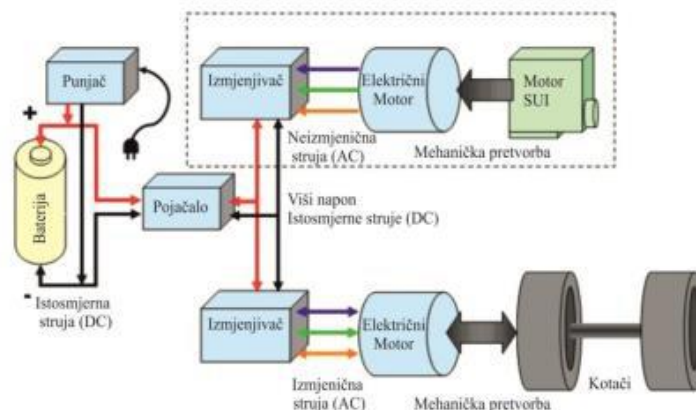 Punjač
+
Baterija
-
Istosmjerna
struja (DC)
Pojačalo
Izmjenjivač
Električni
Motor
Motor
SUI
Neizmjenična
struja (AC)
Mehanička pretvorba
Viši napon
Istosmjerne struje (DC)
Izmjenjivač
Električni
Motor
Izmjenična
struja (AC)
Mehanička pretvorba
Kotači